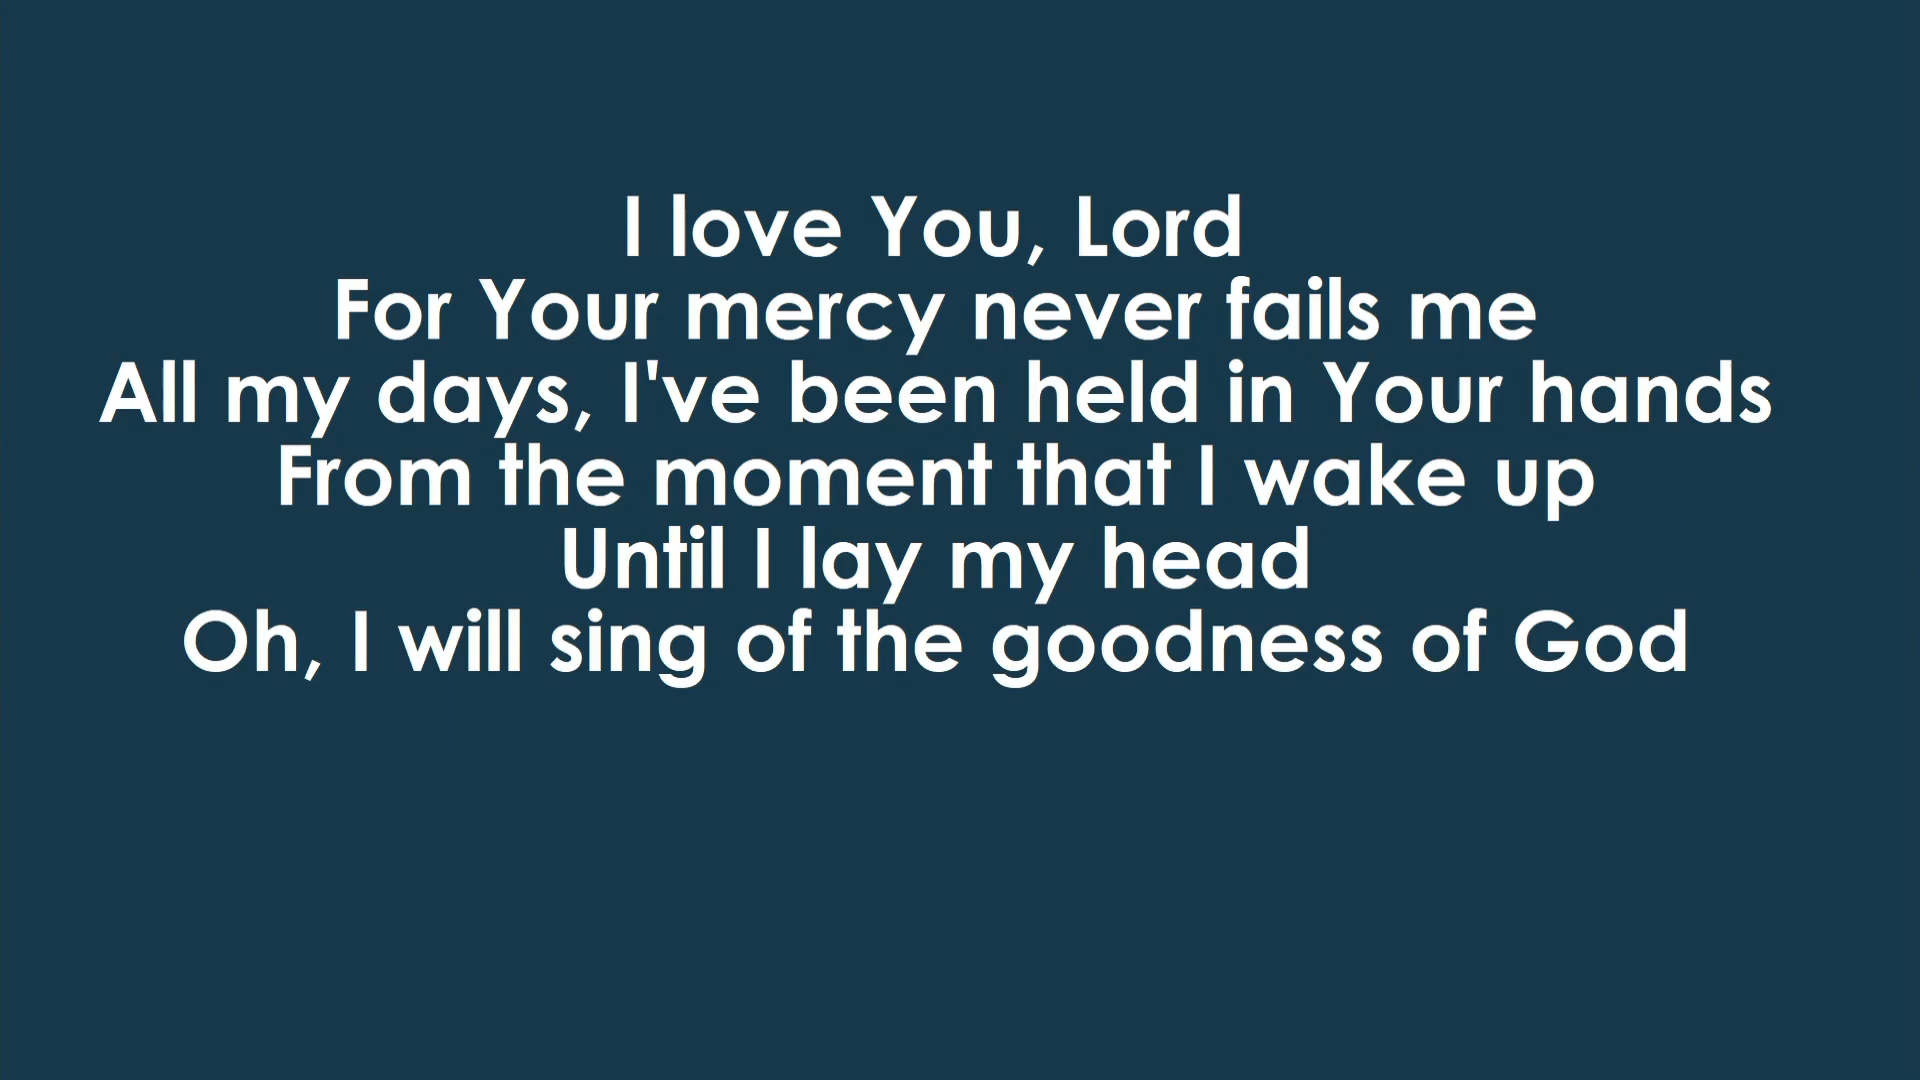 I love You, Lord
For Your mercy never fails me
All my days, I've been held in Your hands
From the moment that I wake up
Until I lay my head
Oh, I will sing of the goodness of God